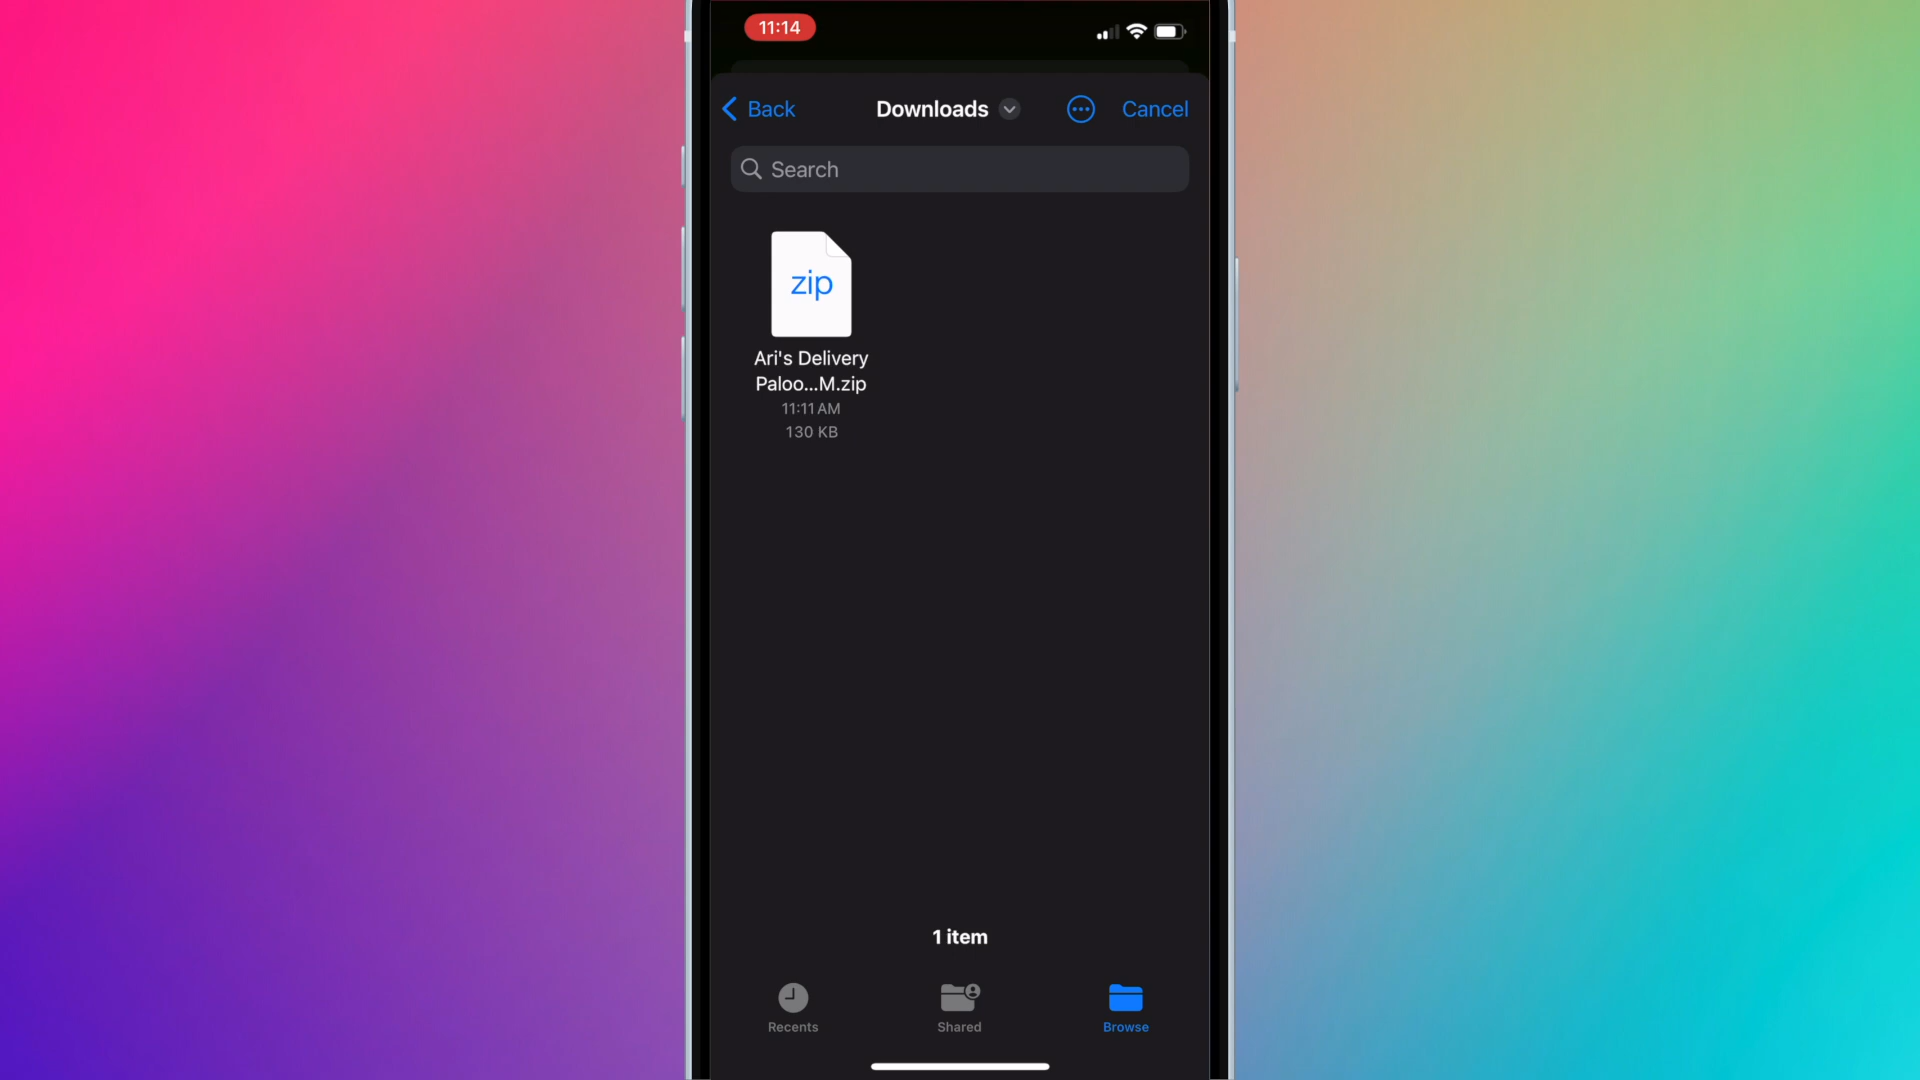 11:14
Back
Downloads
Cancel
Search
zip
Ari's Delivery
Paloo...M.zip
11:11 AM
130 KB
1 item
Recents
Shared
Browse